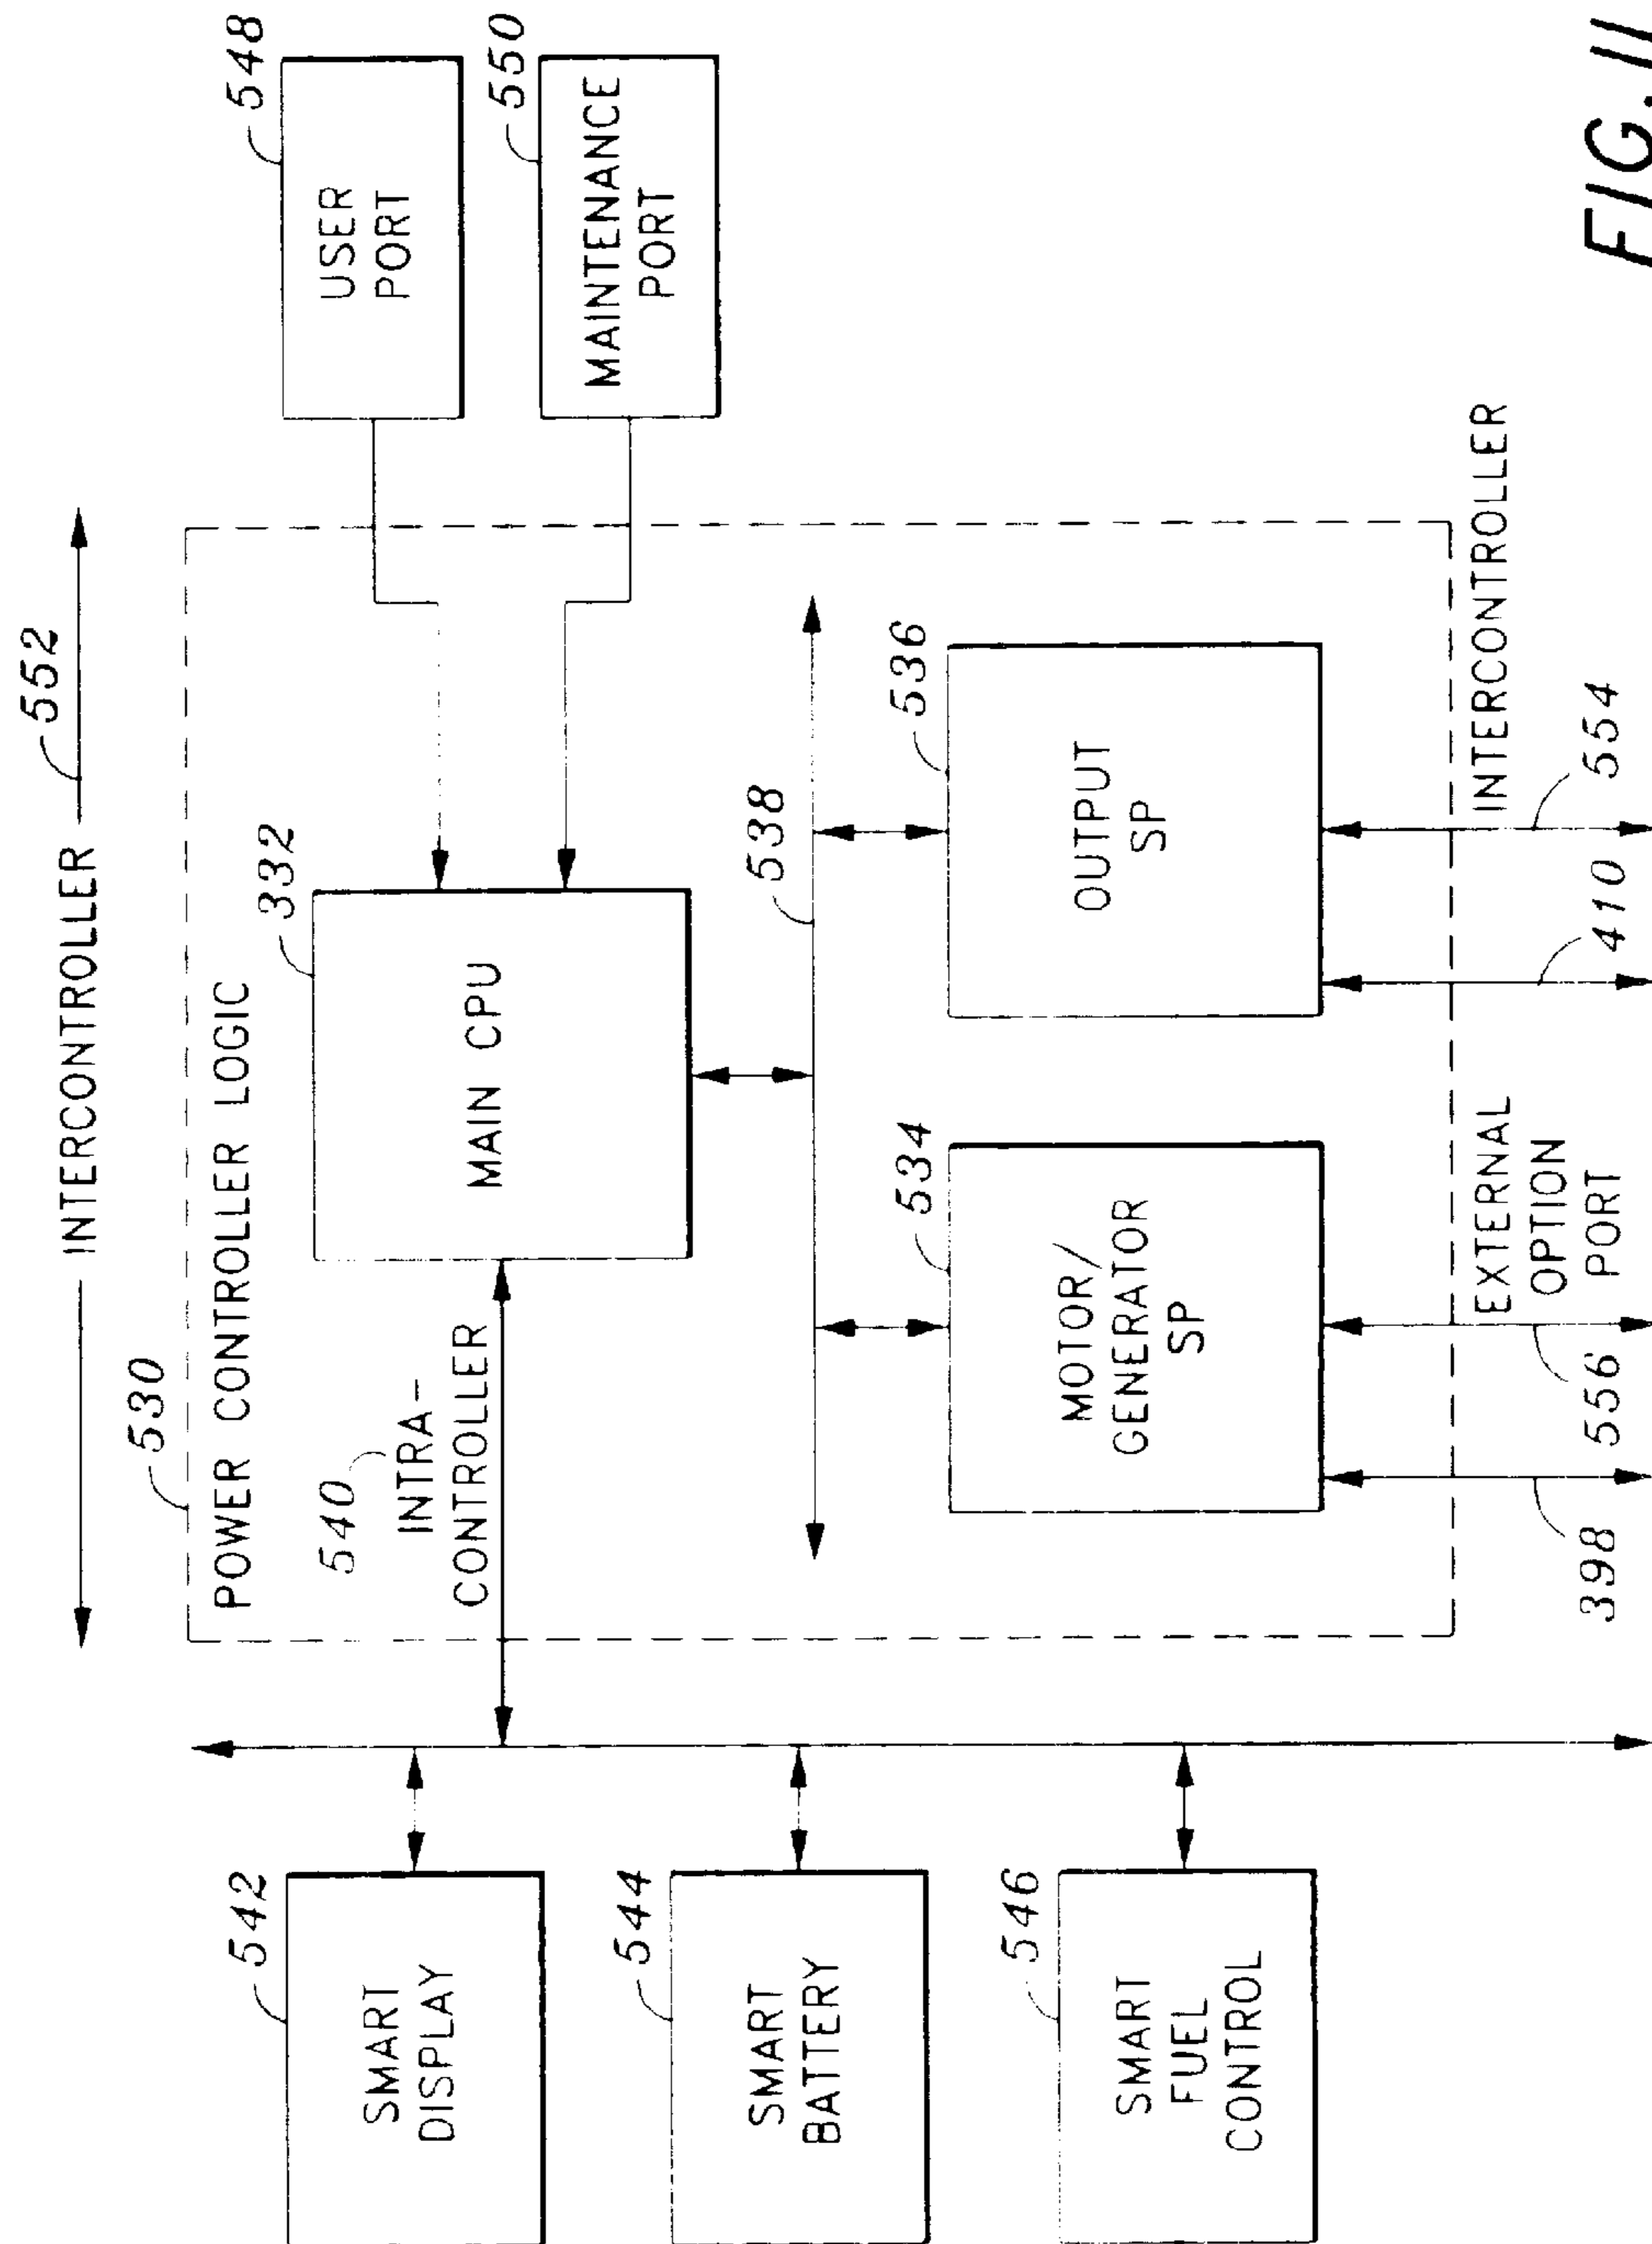 INTERCONTROLLER
552
530
POWER CONTROLLER LOGIC
542
SMART
DISPLAY
540
INTRA-
CONTROLLER
332
MAIN CPU
548
USER
PORT
550
MAINTENANCE
PORT
544
SMART
BATTERY
538
534
MOTOR/
GENERATOR
SP
536
OUTPUT
SP
546
SMART
FUEL
CONTROL
EXTERNAL
OPTION
PORT
INTERCONTROLLER
398
556
410
554
FIG.11